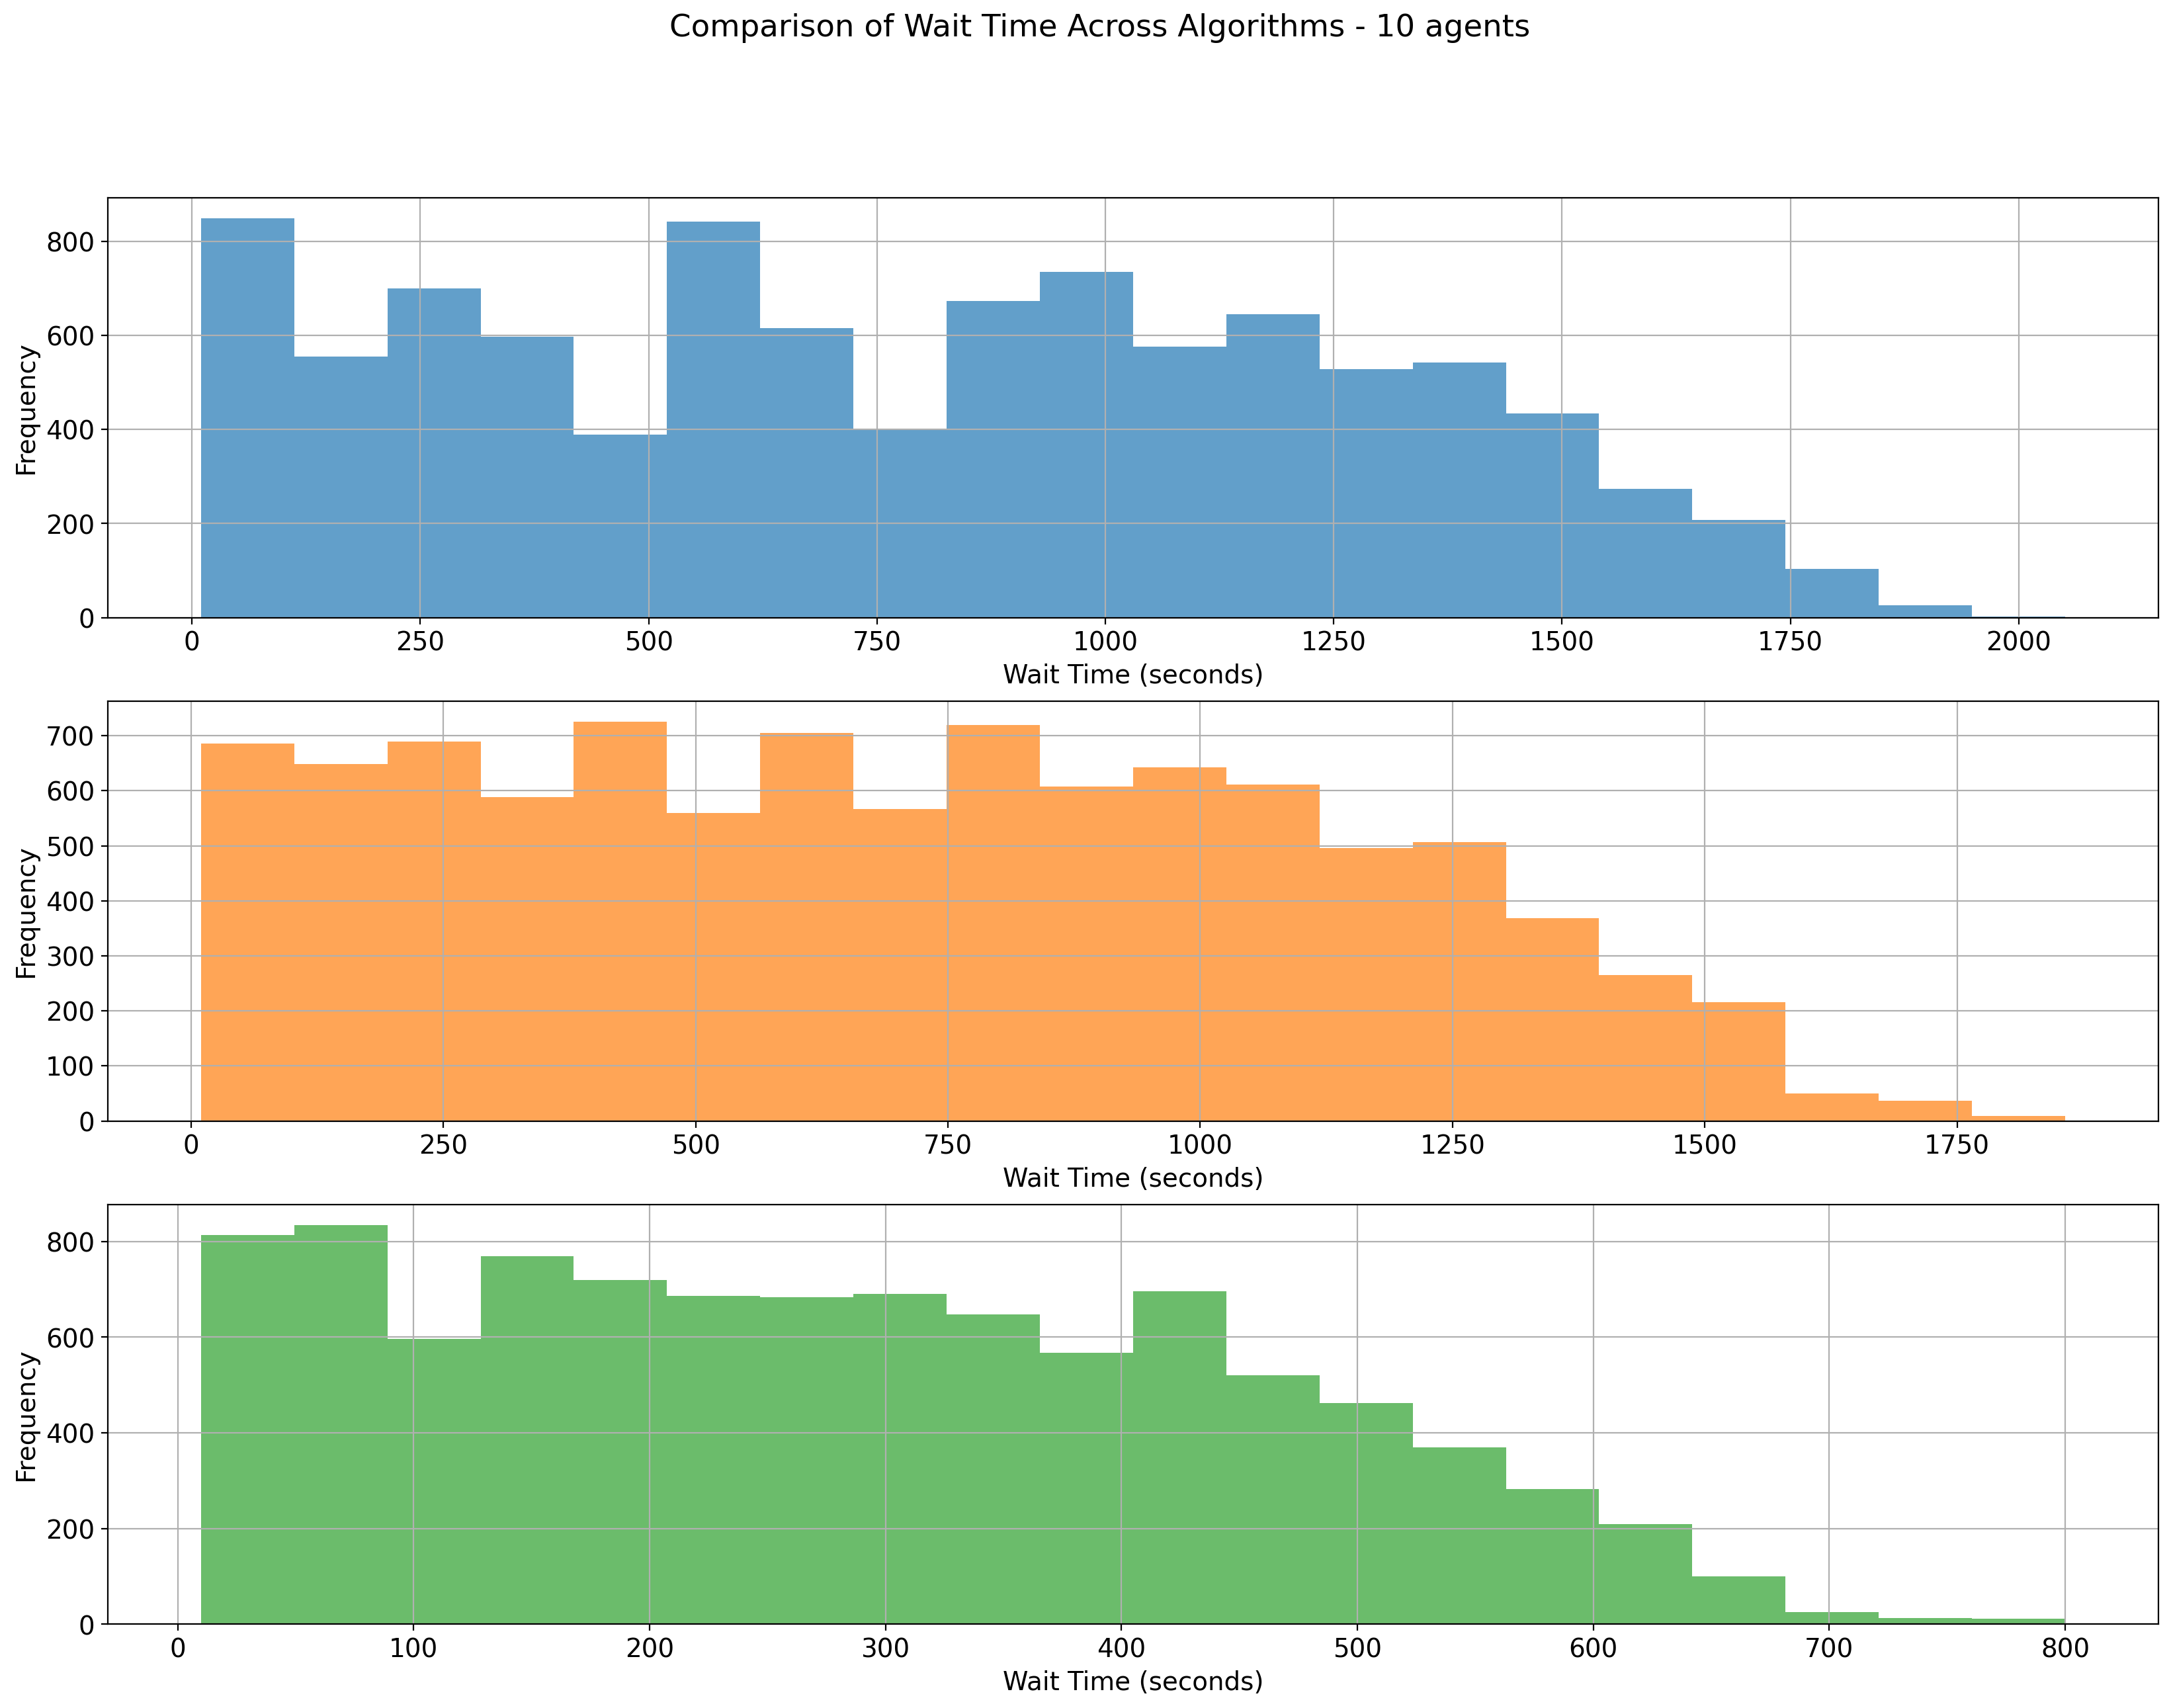 Comparison of Wait Time Across Algorithms - 10 agents
800
600
400
200
0
Frequency
0 250 500 750 1000 1250 1500 1750 2000
Wait Time (seconds)
700
600
500
400
300
200
100
0
Frequency
0 250 500 750 1000 1250 1500 1750
Wait Time (seconds)
800
600
400
200
0
Frequency
0 100 200 300 400 500 600 700 800
Wait Time (seconds)